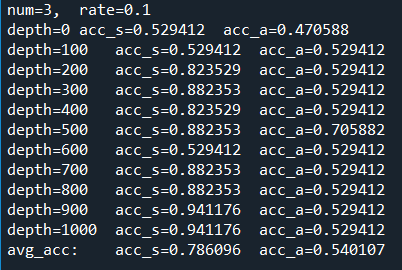 num=3,  rate=0.1
depth=0 acc_s=0.529412  acc_a=0.470588
depth=100   acc_s=0.529412  acc_a=0.529412
depth=200   acc_s=0.823529  acc_a=0.529412
depth=300   acc_s=0.882353  acc_a=0.529412
depth=400   acc_s=0.823529  acc_a=0.529412
depth=500   acc_s=0.882353  acc_a=0.705882
depth=600   acc_s=0.529412  acc_a=0.529412
depth=700   acc_s=0.882353  acc_a=0.529412
depth=800   acc_s=0.882353  acc_a=0.529412
depth=900   acc_s=0.941176  acc_a=0.529412
depth=1000  acc_s=0.941176  acc_a=0.529412
avg_acc:    acc_s=0.786096  acc_a=0.540107